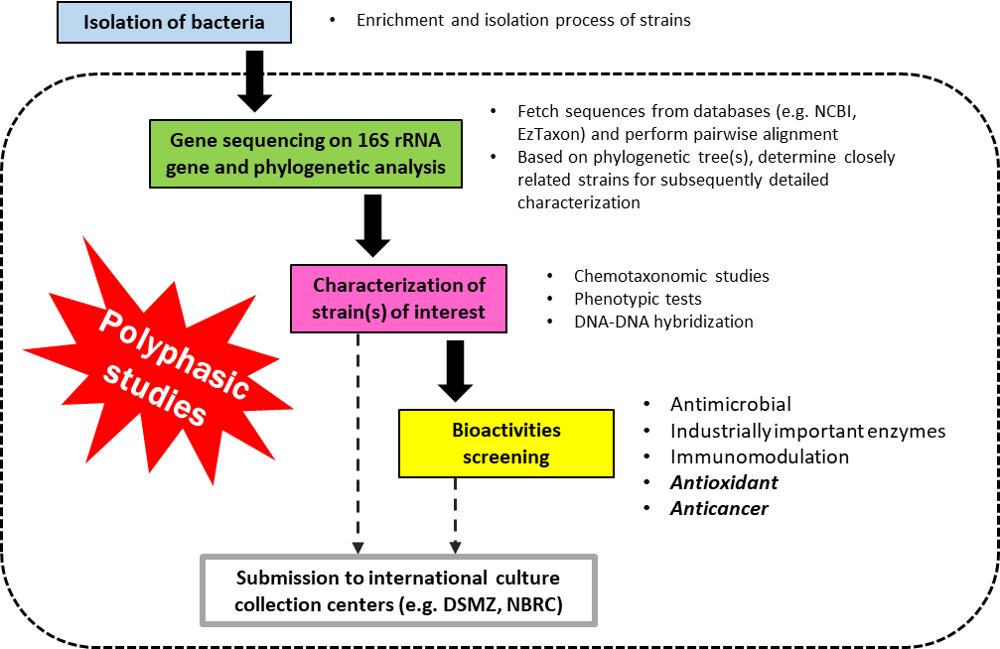 Isolation of bacteria
• Enrichment and isolation process of strains
Gene sequencing on 16S rRNA
gene and phylogenetic analysis
• Fetch sequences from databases (e.g. NCBI,
EzTaxon) and perform pairwise alignment
• Based on phylogenetic tree(s), determine closely
related strains for subsequently detailed
characterization
Characterization of
strain(s) of interest
• Chemotaxonomic studies
• Phenotypic tests
• DNA-DNA hybridization
Polyphasic
studies
Bioactivities
screening
• Antimicrobial
• Industrially important enzymes
• Immunomodulation
• Antioxidant
• Anticancer
Submission to international culture
collection centers (e.g. DSMZ, NBRC)